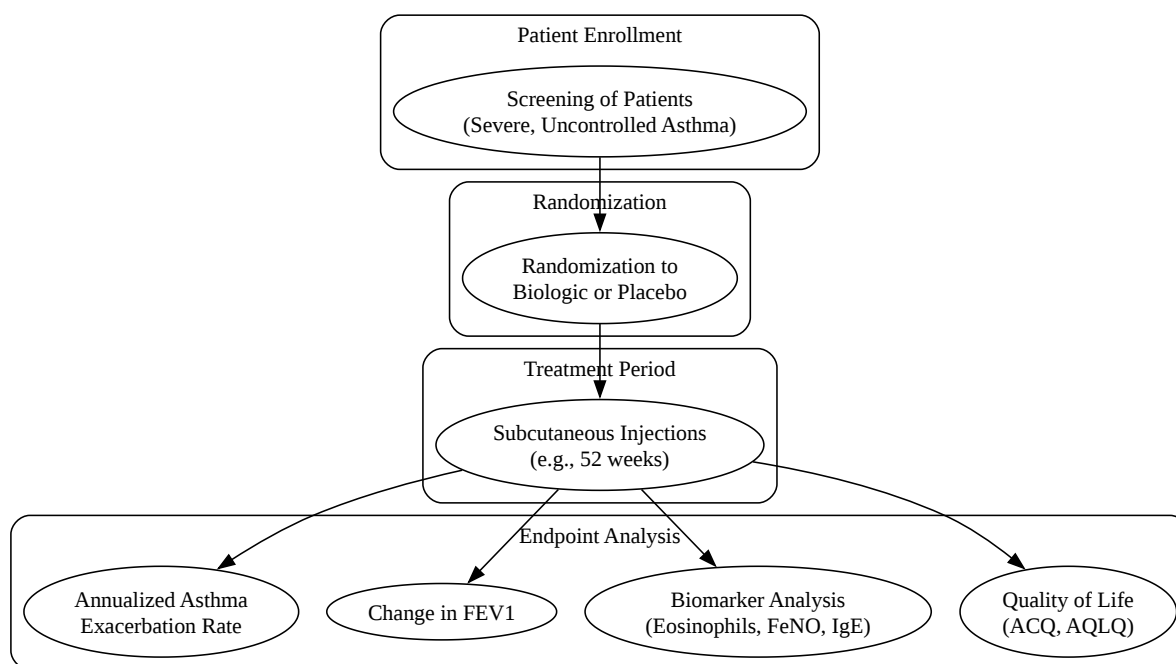 Patient Enrollment
Screening of Patients
(Severe, Uncontrolled Asthma)
Randomization
Randomization to
Biologic or Placebo
Treatment Period
Subcutaneous Injections
(e.g., 52 weeks)
Endpoint Analysis
Annualized Asthma
Exacerbation Rate
Change in FEV1
Biomarker Analysis
(Eosinophils, FeNO, IgE)
Quality of Life
(ACQ, AQLQ)